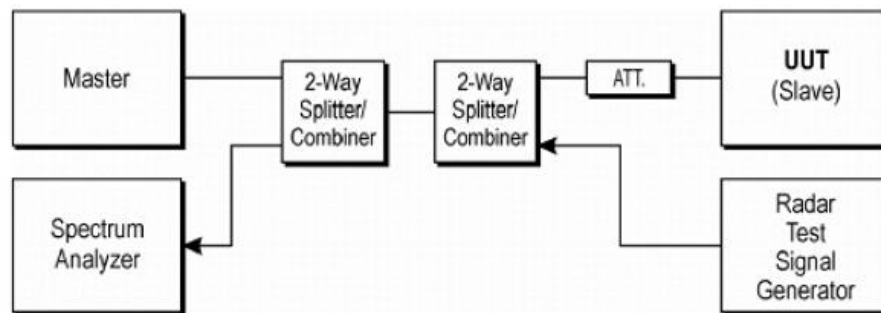 Master
2-Way
Splitter/
Combiner
2-Way
Splitter/
Combiner
ATT.
UUT
(Slave)
Spectrum
Analyzer
Radar
Test
Signal
Generator